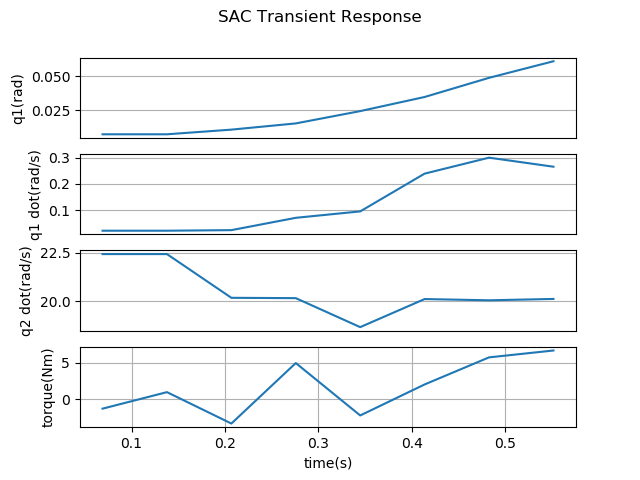 SAC Transient Response
q1(rad)
0.050
0.025
q1 dot(rad/s)
0.3
0.2
0.1
q2 dot(rad/s)
22.5
20.0
torque(Nm)
5
0
0.1 0.2 0.3 0.4 0.5
time(s)